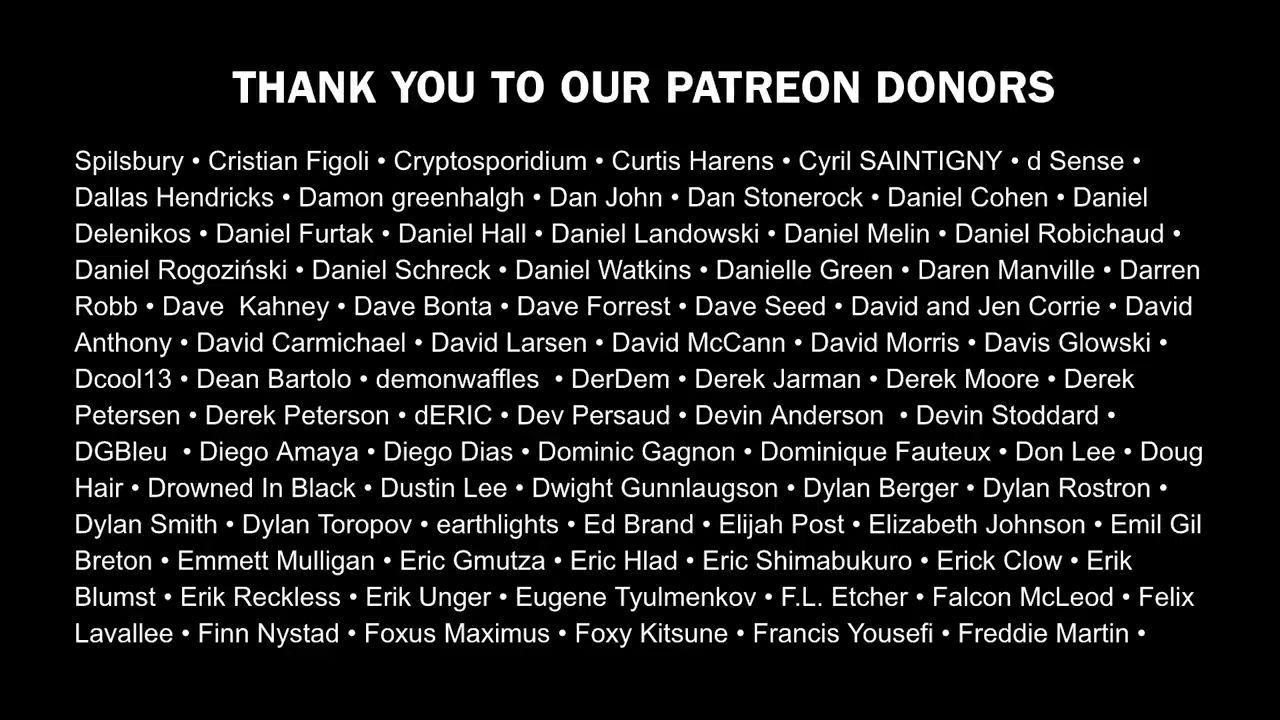 THANK YOU TO OUR PATREON DONORS
Spilsbury • Cristian Figoli • Cryptosporidium • Curtis Harens • Cyril SAINTIGNY • d Sense •
Dallas Hendricks • Damon greenhalgh • Dan John • Dan Stonerock • Daniel Cohen • Daniel
Delenikos • Daniel Furtak • Daniel Hall • Daniel Landowski • Daniel Melin • Daniel Robichaud •
Daniel Rogoziński • Daniel Schreck • Daniel Watkins • Danielle Green • Daren Manville • Darren
Robb • Dave  Kahney • Dave Bonta • Dave Forrest • Dave Seed • David and Jen Corrie • David
Anthony • David Carmichael • David Larsen • David McCann • David Morris • Davis Glowski •
Dcool13 • Dean Bartolo • demonwaffles  • DerDem • Derek Jarman • Derek Moore • Derek
Petersen • Derek Peterson • dERIC • Dev Persaud • Devin Anderson  • Devin Stoddard •
DGBleu  • Diego Amaya • Diego Dias • Dominic Gagnon • Dominique Fauteux • Don Lee • Doug
Hair • Drowned In Black • Dustin Lee • Dwight Gunnlaugson • Dylan Berger • Dylan Rostron •
Dylan Smith • Dylan Toropov • earthlights • Ed Brand • Elijah Post • Elizabeth Johnson • Emil Gil
Breton • Emmett Mulligan • Eric Gmutza • Eric Hlad • Eric Shimabukuro • Erick Clow • Erik
Blumst • Erik Reckless • Erik Unger • Eugene Tyulmenkov • F.L. Etcher • Falcon McLeod • Felix
Lavallee • Finn Nystad • Foxus Maximus • Foxy Kitsune • Francis Yousefi • Freddie Martin •